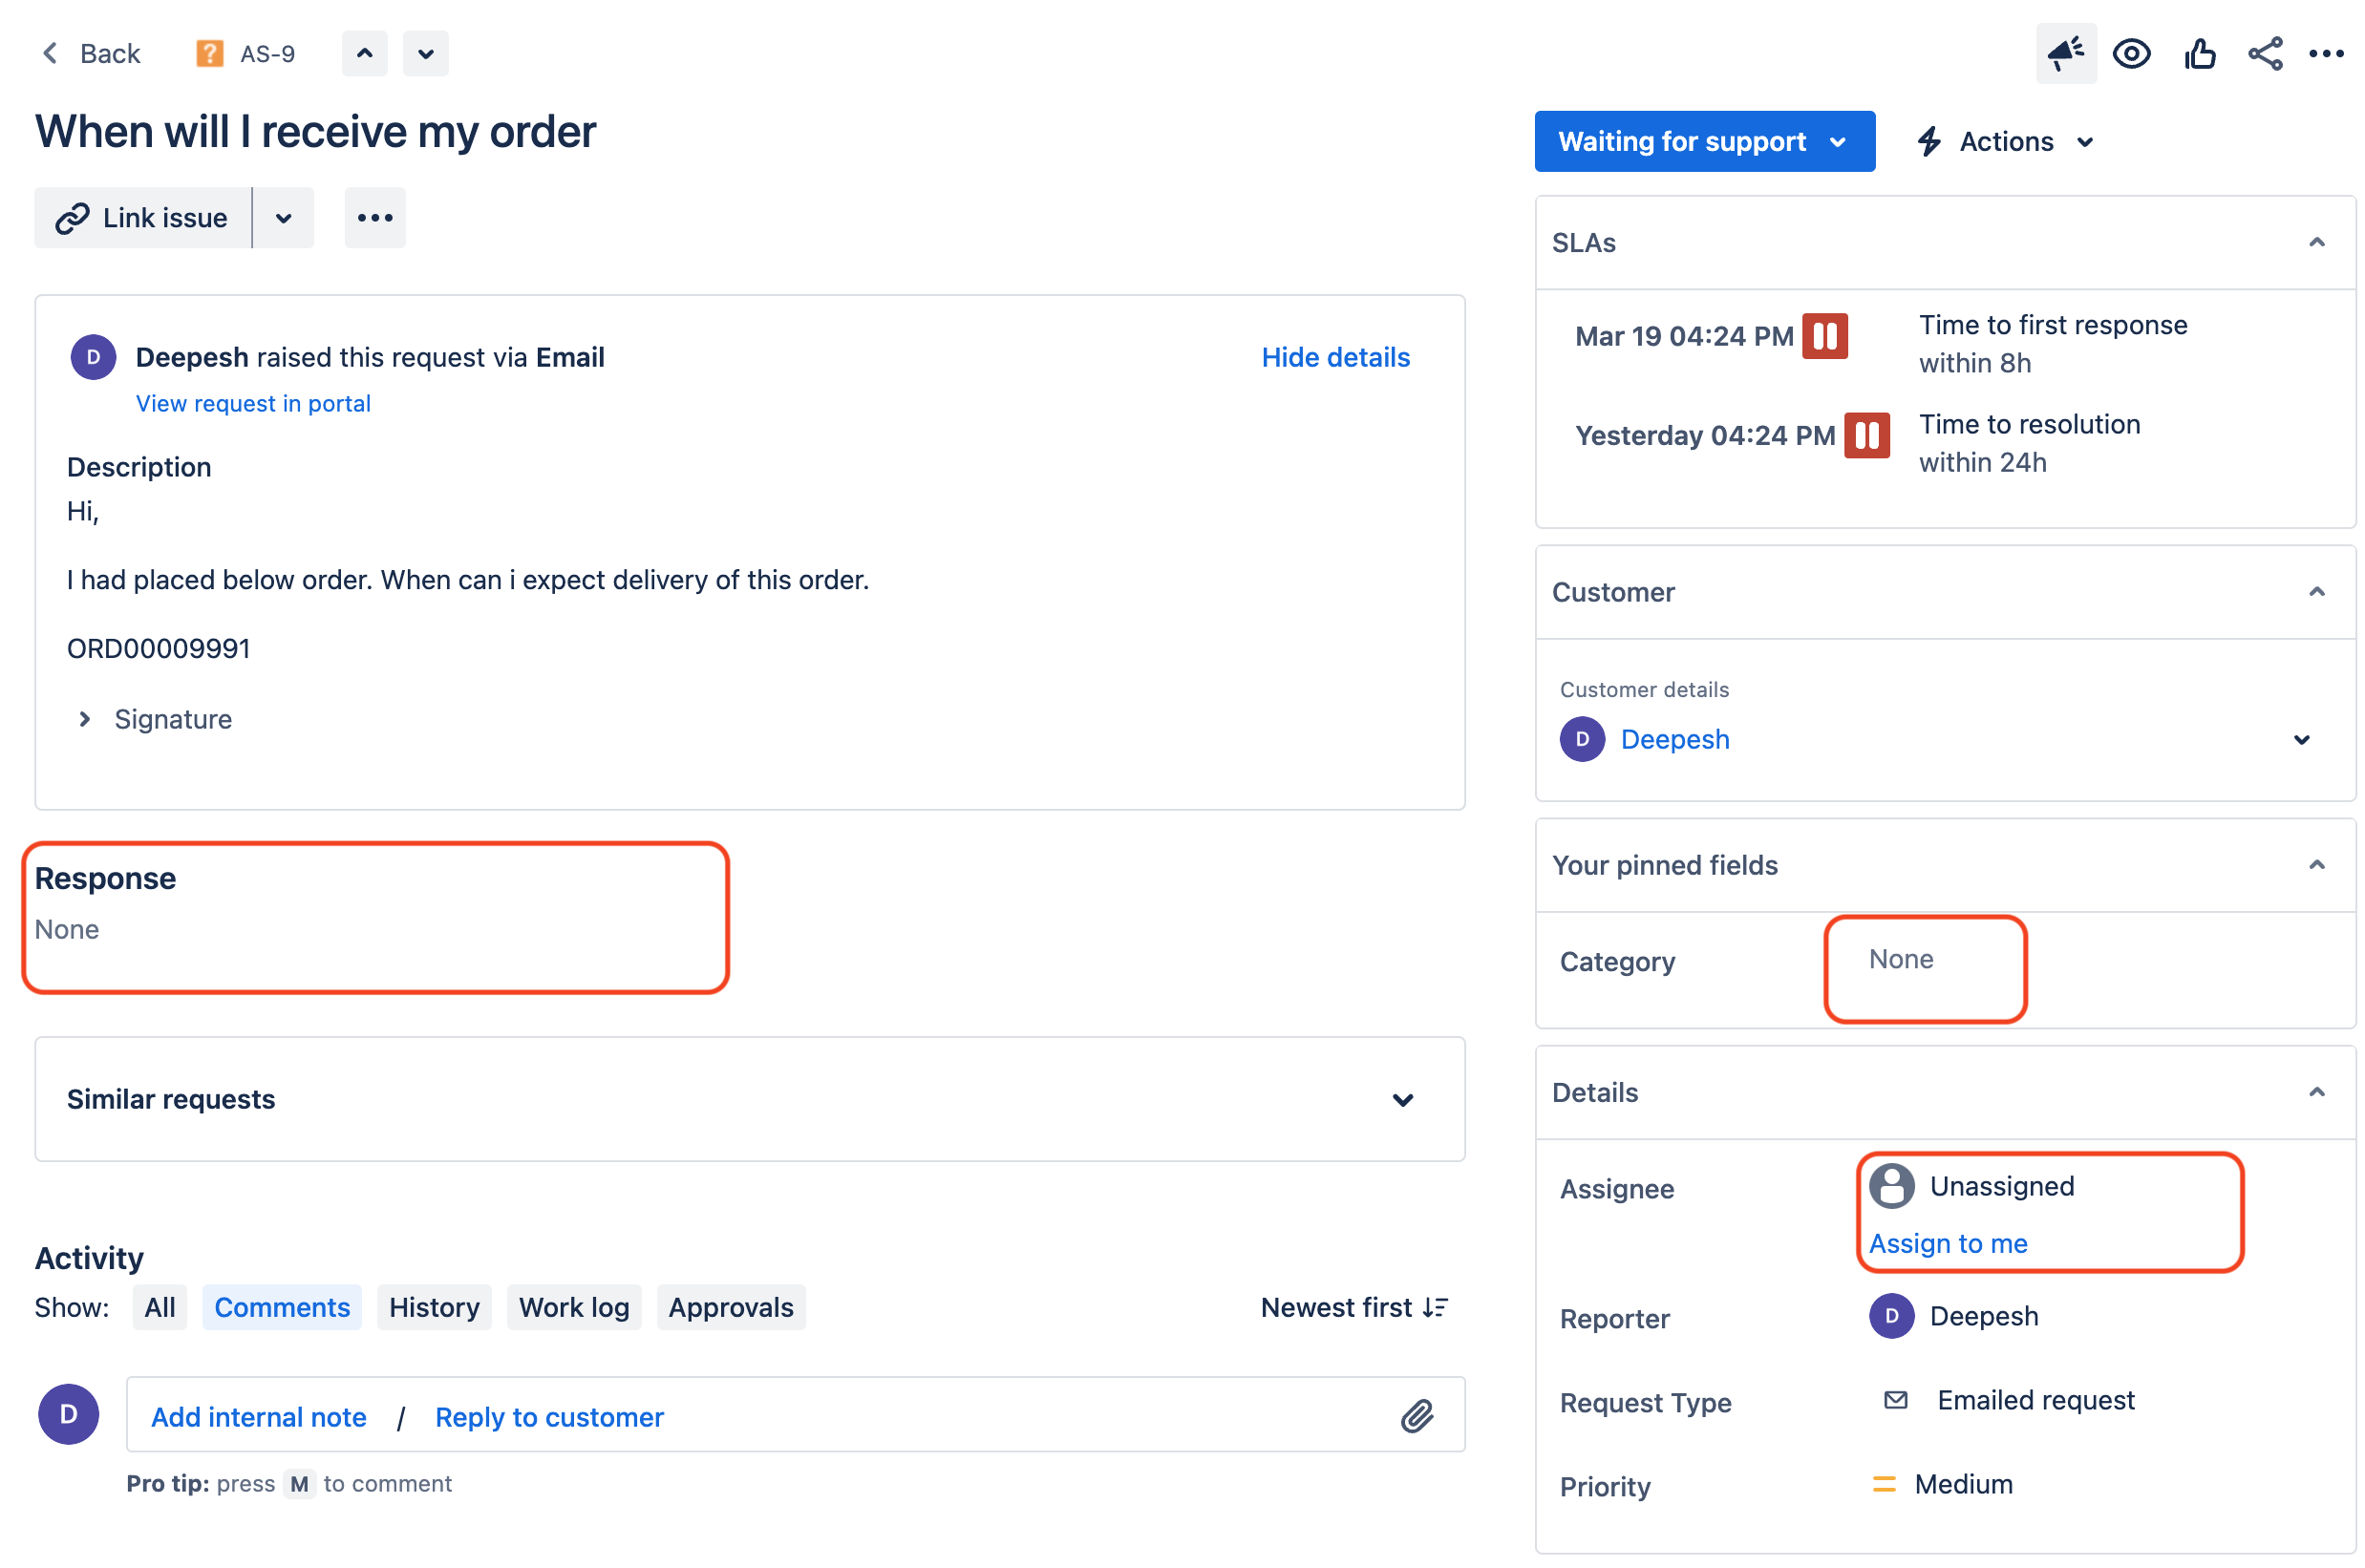 Back
AS-9
When will I receive my order
Link issue
Waiting for support
Actions
D
Deepesh raised this request via Email
Hide details
View request in portal
Description
Hi,
I had placed below order. When can i expect delivery of this order.
ORD00009991
Signature
Response
None
Similar requests
Activity
Show: All Comments History Work log Approvals
Newest first
D
Add internal note / Reply to customer
Pro tip: press M to comment
SLAs
Mar 19 04:24 PM
Time to first response
within 8h
Yesterday 04:24 PM
Time to resolution
within 24h
Customer
Customer details
D Deepesh
Your pinned fields
Category None
Details
Assignee Unassigned
Assign to me
Reporter D Deepesh
Request Type Emailed request
Priority Medium